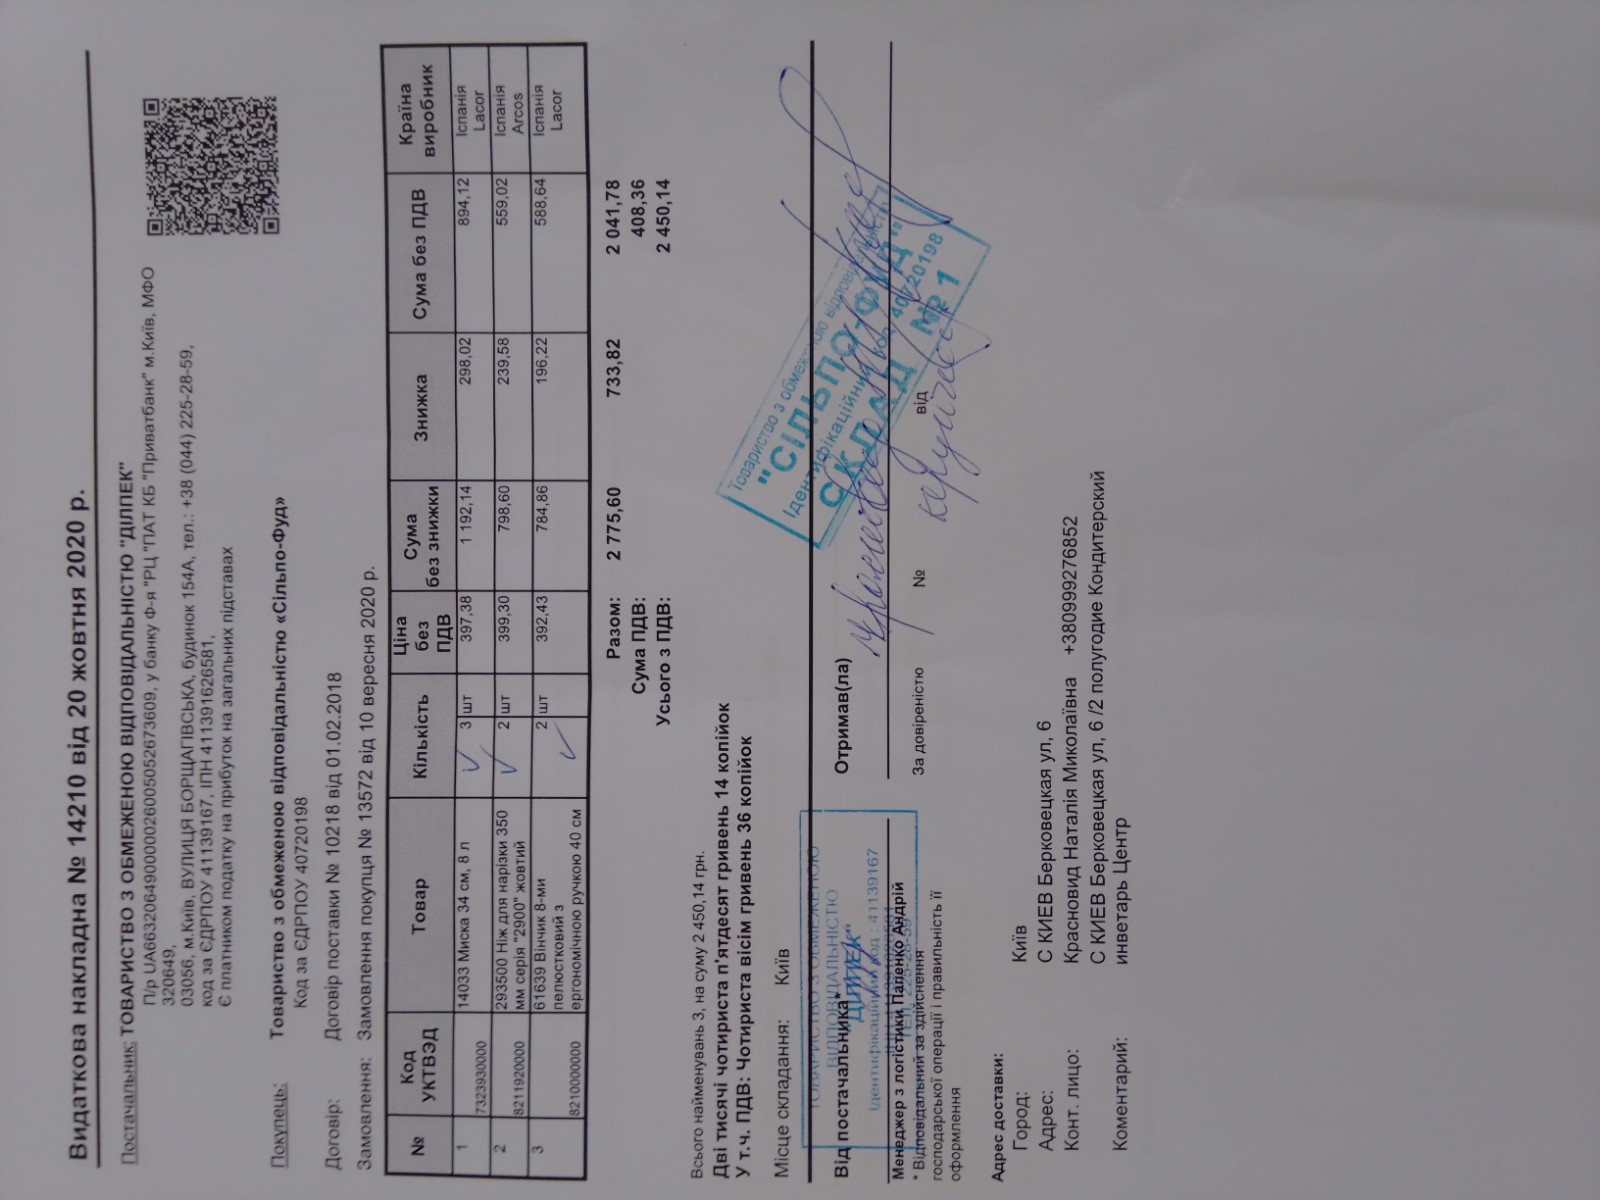 Видаткова накладна № 14210 від 20 жовтня 2020 р.
Постачальник: ТОВАРИСТВО З ОБМЕЖЕНОЮ ВІДПОВІДАЛЬНІСТЮ "ДІЛПЕК"
П/р UA663206490000026005052673609, у банку Ф-я "РЦ "ПАТ КБ "Приватбанк" м.Київ, МФО
320649,
03056, м.Київ, ВУЛИЦЯ БОРЩАГІВСЬКА, будинок 154А, тел.: +38 (044) 225-28-59,
код за ЄДРПОУ 41139167, ІПН 411391626581,
Є платником податку на прибуток на загальних підставах
Покупець: Товариство з обмеженою відповідальністю «Сільпо-Фуд»
Код за ЄДРПОУ 40720198
Договір: Договір поставки № 10218 від 01.02.2018
Замовлення: Замовлення покупця № 13572 від 10 вересня 2020 р.
№ Код УКТВЭД Товар Кількість Ціна без ПДВ Сума без знижки Знижка Сума без ПДВ Країна виробник
1 7323930000 14033 Миска 34 см, 8 л 3 шт 397,38 1 192,14 298,02 894,12 Іспанія Lacor
2 8211920000 293500 Ніж для нарізки 350 мм серія "2900" жовтий 2 шт 399,30 798,60 239,58 559,02 Іспанія Arcos
3 8210000000 61639 Вінчик 8-ми пелюстковий з ергономічною ручкою 40 см 2 шт 392,43 784,86 196,22 588,64 Іспанія Lacor
Разом: 2 775,60 733,82 2 041,78
Сума ПДВ: 408,36
Усього з ПДВ: 2 450,14
Всього найменувань 3, на суму 2 450,14 грн.
Дві тисячі чотириста п'ятдесят гривень 14 копійок
У т.ч. ПДВ: Чотириста вісім гривень 36 копійок
Місце складання: Київ
ТОВАРИСТВО З ОБМЕЖЕНОЮ
ВІДПОВІДАЛЬНІСТЮ
"ДІЛПЕК"
Ідентифікаційний код : 41139167
Від постачальника*
Менеджер з логістики Папенко Андрій
* Відповідальний за здійснення
господарської операції і правильність її
оформлення
Отримав(ла)
За довіреністю № від
Товариство з обмеженою відповідальністю
"СІЛЬПО-ФУД"
Ідентифікаційний код 40720198
СКЛАД №1
Адрес доставки:
Город: Київ
Адрес: С КИЕВ Берковецкая ул, 6
Конт. лицо: Красновид Наталія Миколаївна +380999276852
С КИЕВ Берковецкая ул, 6 /2 полугодие Кондитерский
Коментарий: инветарь Центр